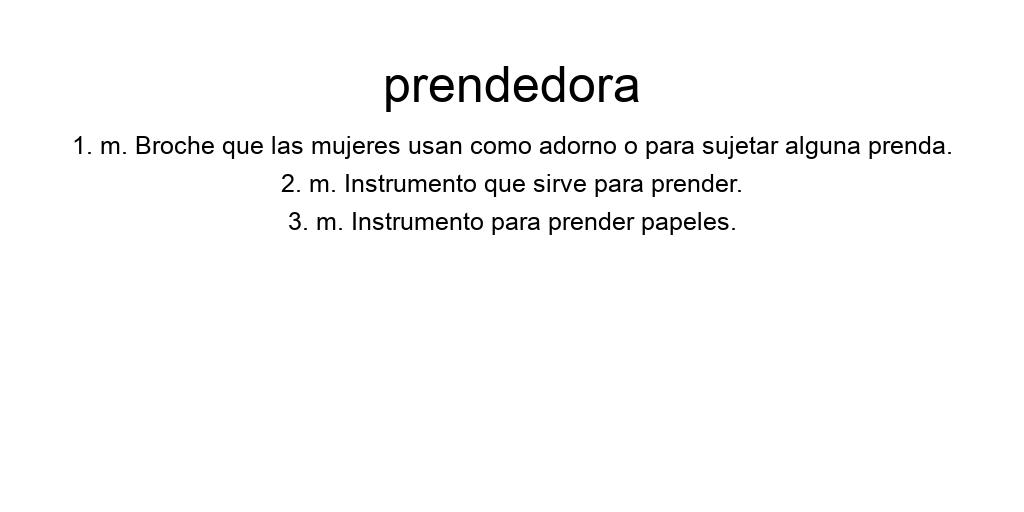 prendedora
1. m. Broche que las mujeres usan como adorno o para sujetar alguna prenda.
2. m. Instrumento que sirve para prender.
3. m. Instrumento para prender papeles.